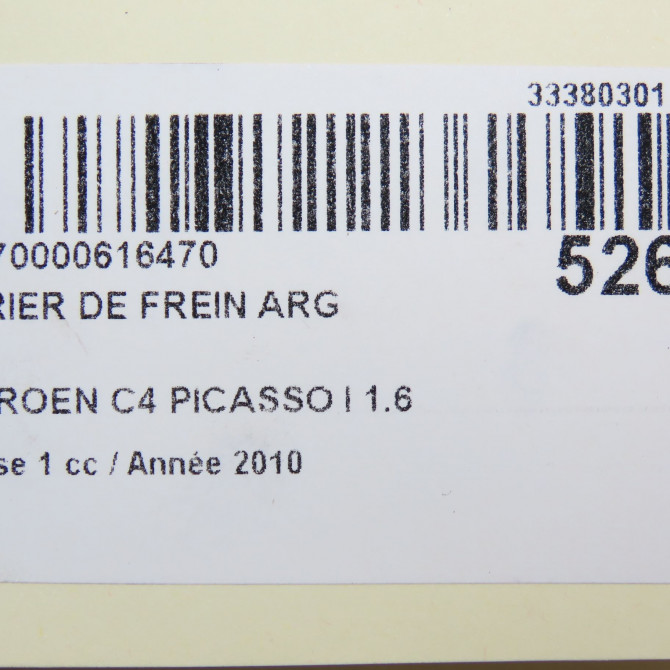 33380301
70000616470
526
RIER DE FREIN ARG
ROEN C4 PICASSO I 1.6
se 1 cc / Année 2010